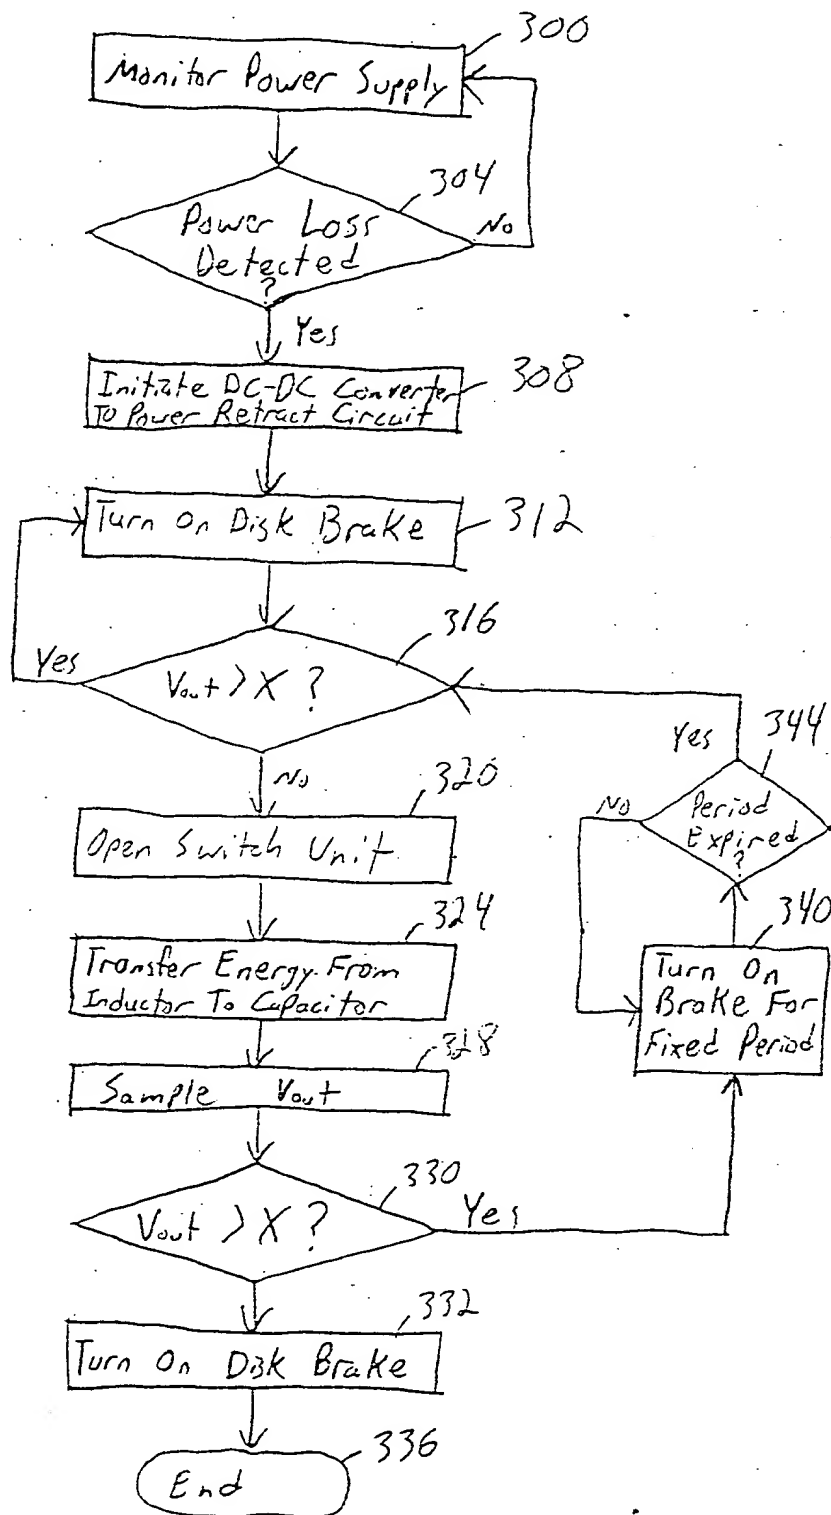 300
Monitor Power Supply
304
Power Loss
Detected
?
No
Yes
Initiate DC-DC Converter
To Power Retract Circuit
308
Turn On Disk Brake
312
316
Yes
Vout > X ?
No
320
Open Switch Unit
324
Transfer Energy From
Inductor To Capacitor
328
Sample Vout
330
Vout > X ?
Yes
332
Turn On Disk Brake
336
End
344
Yes
No
Period
Expired
?
340
Turn On
Brake For
Fixed Period